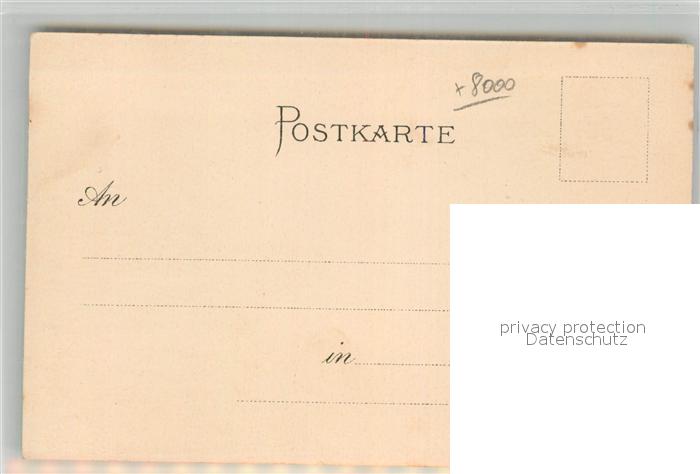 + 8000
POSTKARTE
An
privacy protection
Datenschutz
in